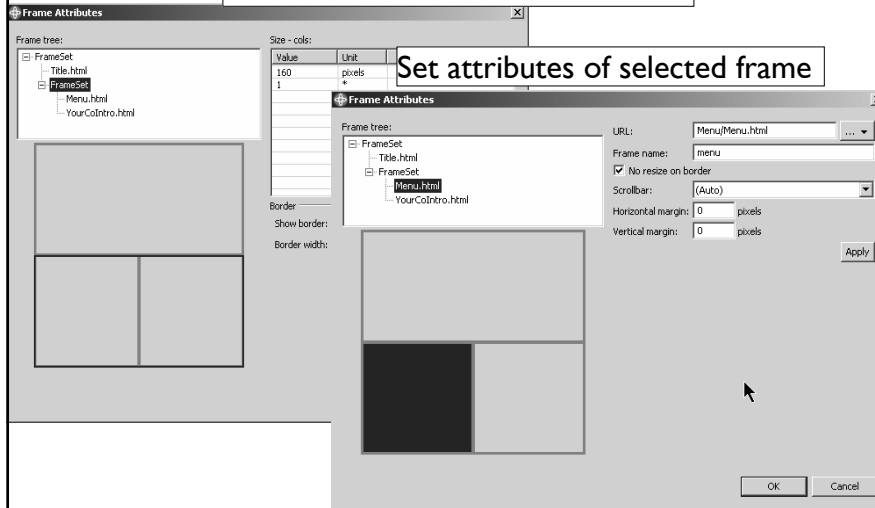 Frame Attributes
Frame tree:
FrameSet
Title.html
FrameSet
Menu.html
YourCoIntro.html
Size - cols:
Value Unit
160 pixels
1 *
Border
Show border:
Border width:
Set attributes of selected frame
Frame Attributes
Frame tree:
FrameSet
Title.html
FrameSet
Menu.html
YourCoIntro.html
URL: Menu/Menu.html ...
Frame name: menu
No resize on border
Scrollbar: (Auto)
Horizontal margin: 0 pixels
Vertical margin: 0 pixels
Apply
OK Cancel